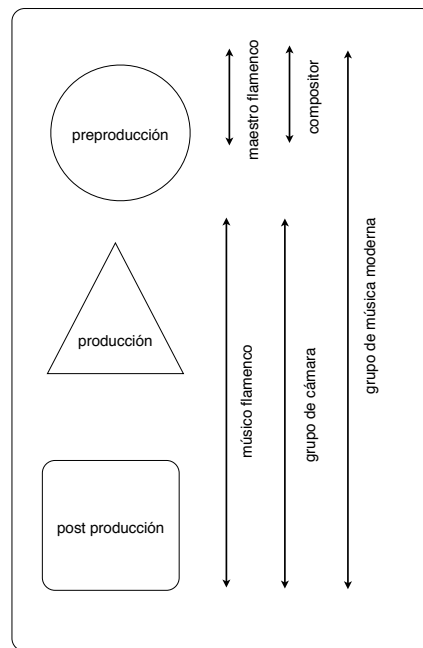 preproducción
maestro flamenco
compositor
grupo de música moderna
producción
músico flamenco
grupo de cámara
post producción